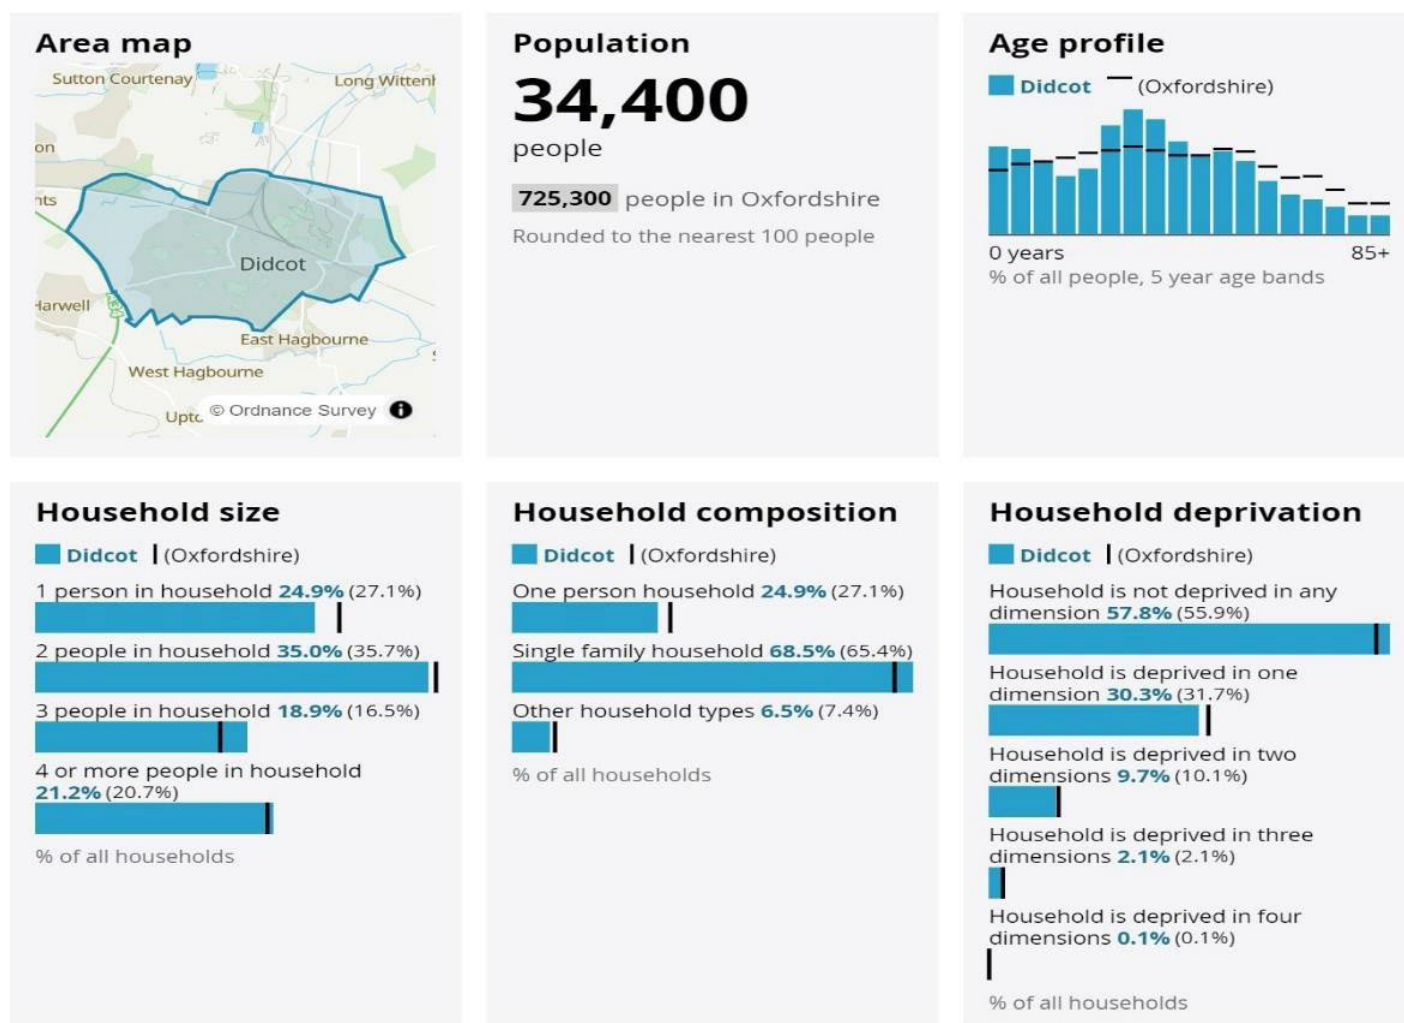 Area map
Sutton Courtenay
Long Wittenh
on
nts
Didcot
Harwell
East Hagbourne
West Hagbourne
Upto
© Ordnance Survey
Population
34,400
people
725,300 people in Oxfordshire
Rounded to the nearest 100 people
Age profile
Didcot (Oxfordshire)
0 years 85+
% of all people, 5 year age bands
Household size
Didcot (Oxfordshire)
1 person in household 24.9% (27.1%)
2 people in household 35.0% (35.7%)
3 people in household 18.9% (16.5%)
4 or more people in household
21.2% (20.7%)
% of all households
Household composition
Didcot (Oxfordshire)
One person household 24.9% (27.1%)
Single family household 68.5% (65.4%)
Other household types 6.5% (7.4%)
% of all households
Household deprivation
Didcot (Oxfordshire)
Household is not deprived in any
dimension 57.8% (55.9%)
Household is deprived in one
dimension 30.3% (31.7%)
Household is deprived in two
dimensions 9.7% (10.1%)
Household is deprived in three
dimensions 2.1% (2.1%)
Household is deprived in four
dimensions 0.1% (0.1%)
% of all households